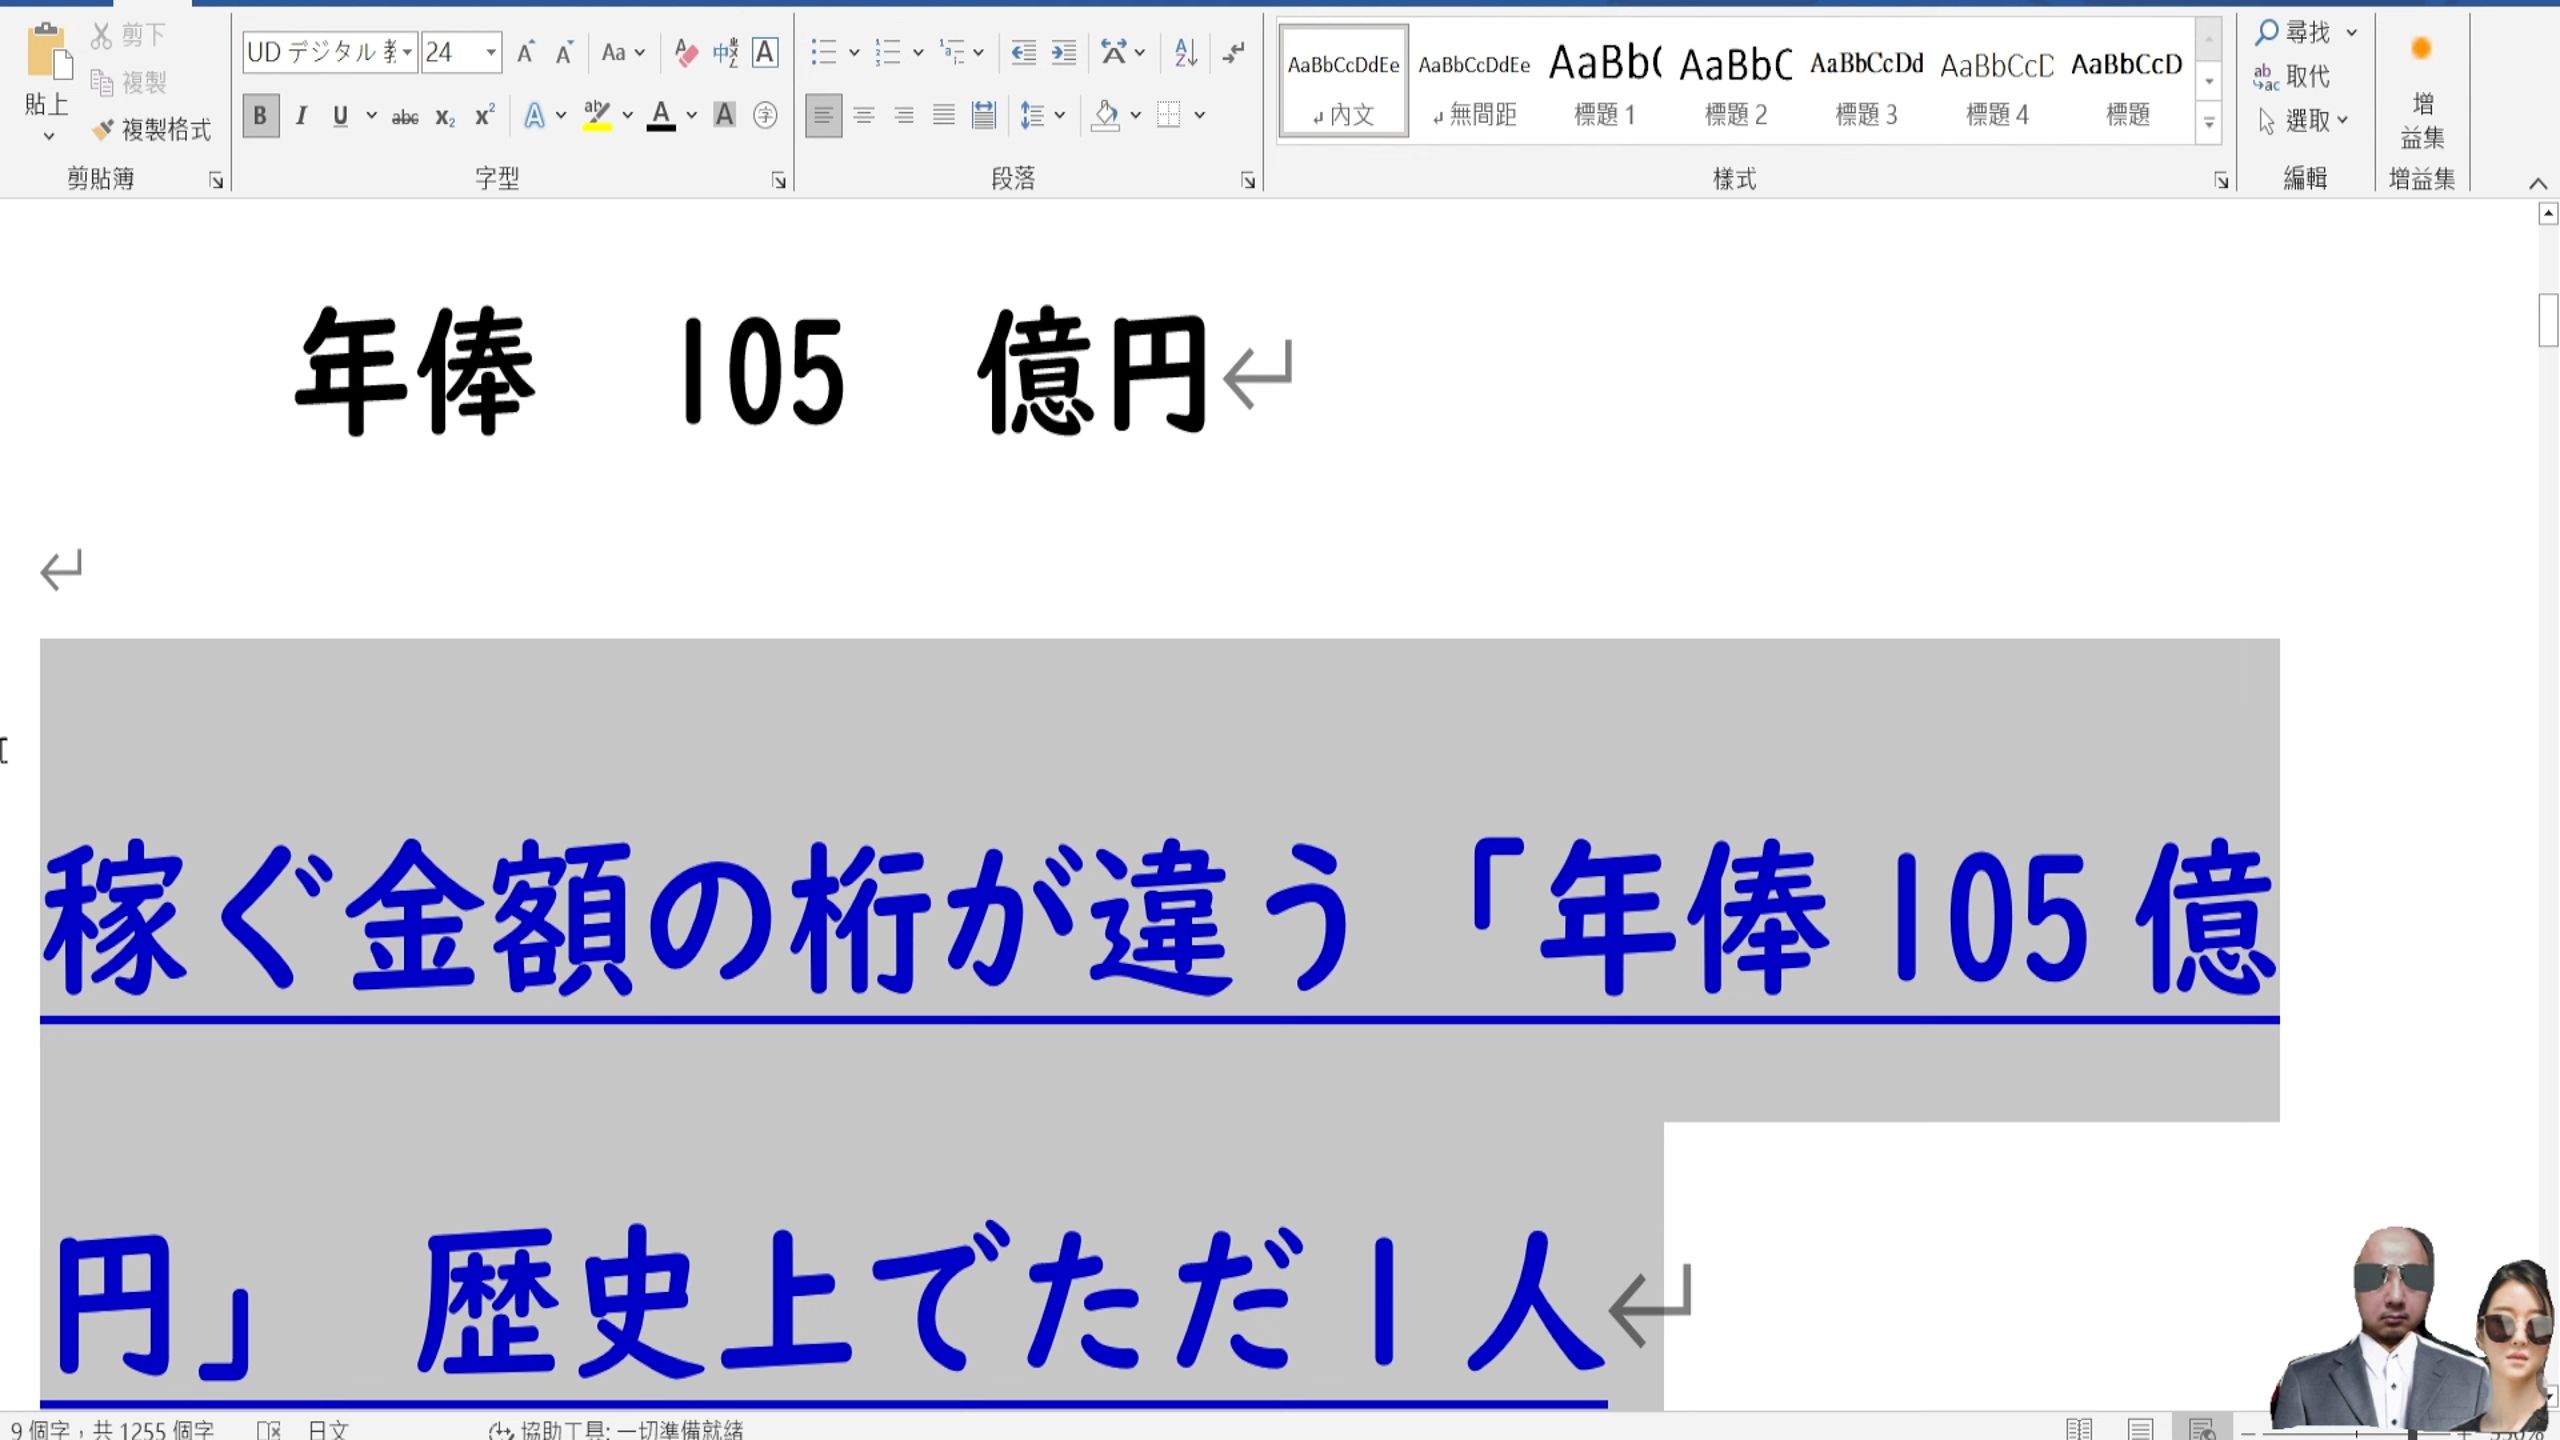 剪下
複製
貼上
複製格式
剪貼簿
UD デジタル 教
24
字型
段落
AaBbCcDdEe
內文
AaBbCcDdEe
無間距
AaBb(
標題 1
AaBbC
標題 2
AaBbCcDd
標題 3
AaBbCcD
標題 4
AaBbCcD
標題
樣式
尋找
取代
選取
編輯
增
益集
增益集
年俸　105　億円
稼ぐ金額の桁が違う「年俸 105 億
円」　歴史上でただ 1 人
9 個字，共 1255 個字
日文
協助工具: 一切準備就緒